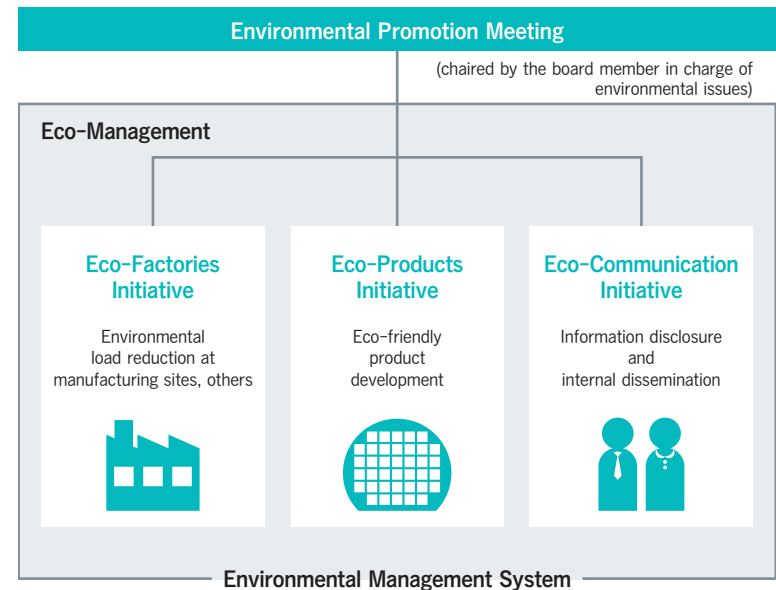 Environmental Promotion Meeting
(chaired by the board member in charge of
environmental issues)
Eco-Management
Eco-Factories
Initiative
Environmental
load reduction at
manufacturing sites, others
Eco-Products
Initiative
Eco-friendly
product
development
Eco-Communication
Initiative
Information disclosure
and
internal dissemination
Environmental Management System